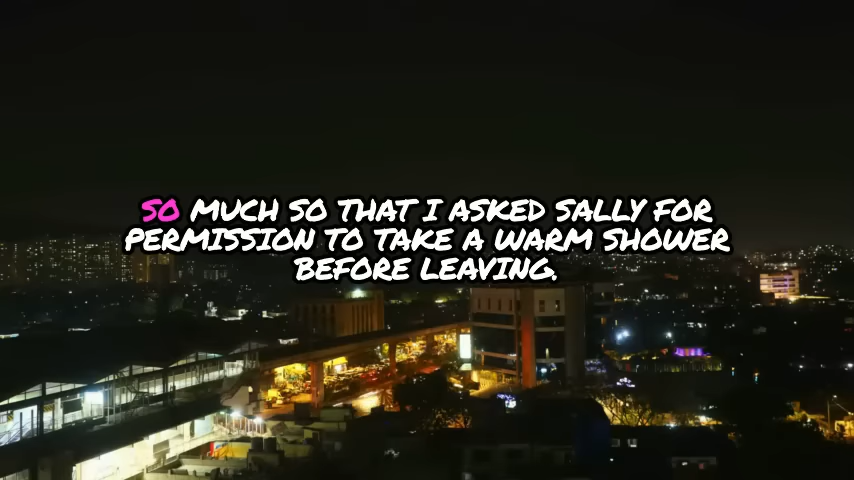 SO MUCH SO THAT I ASKED SALLY FOR
PERMISSION TO TAKE A WARM SHOWER
BEFORE LEAVING.